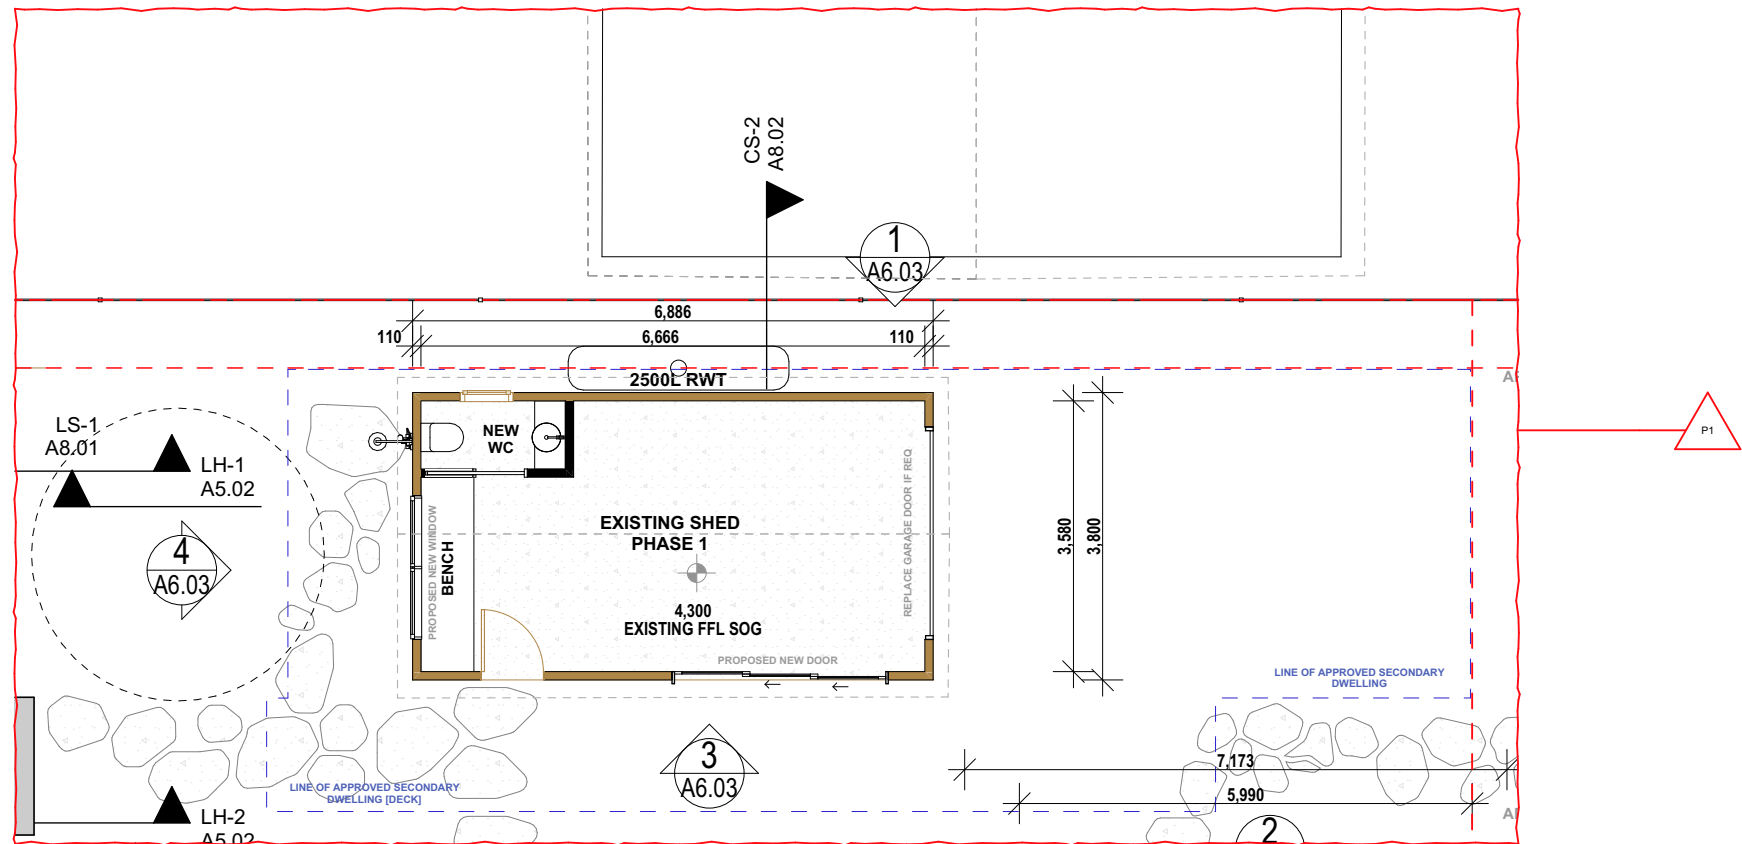 CS-2
A8.02
1
A6.03
6,886
110
6,666
110
2500L RWT
LS-1
A8.01
LH-1
A5.02
4
A6.03
NEW
WC
PROPOSED NEW WINDOW
BENCH
EXISTING SHED
PHASE 1
4,300
EXISTING FFL SOG
REPLACE GARAGE DOOR IF REQ
PROPOSED NEW DOOR
3,580
3,800
P1
LINE OF APPROVED SECONDARY
DWELLING
LINE OF APPROVED SECONDARY
DWELLING [DECK]
3
A6.03
7,173
5,990
LH-2
A5.02
2